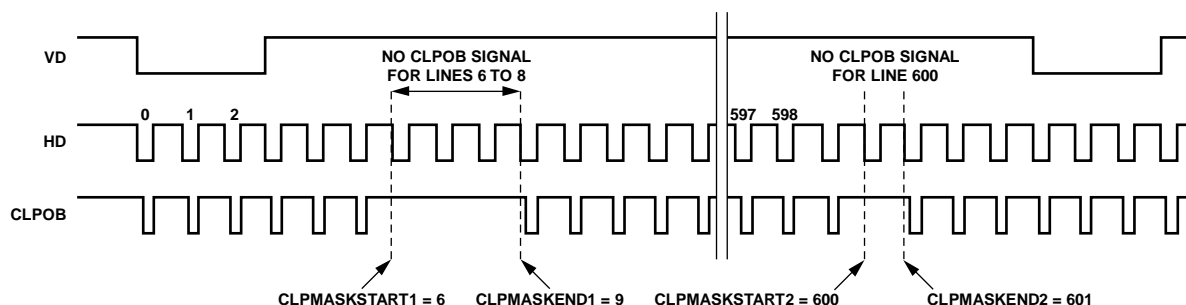 VD
NO CLPOB SIGNAL
FOR LINES 6 TO 8
NO CLPOB SIGNAL
FOR LINE 600
HD
0 1 2
597 598
CLPOB
CLPMASKSTART1 = 6
CLPMASKEND1 = 9
CLPMASKSTART2 = 600
CLPMASKEND2 = 601